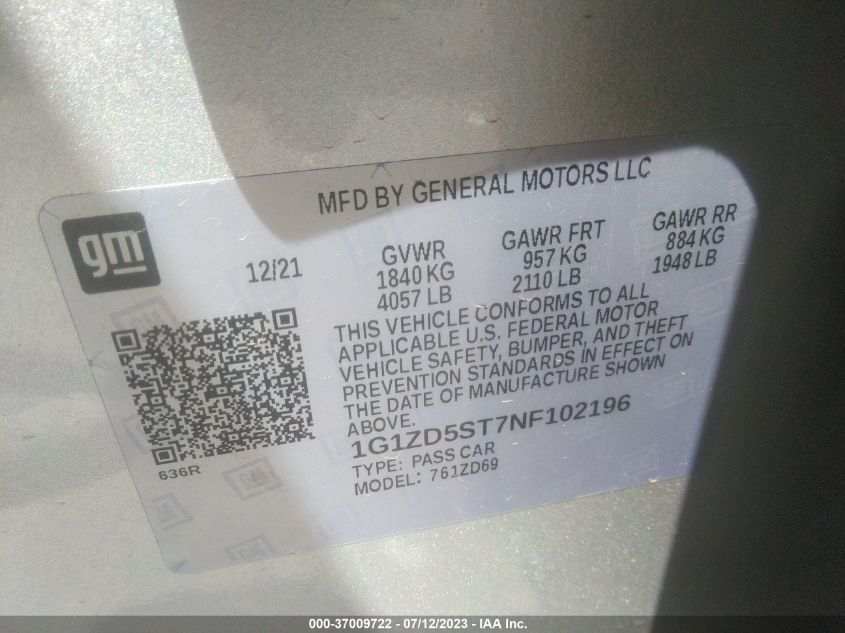 MFD BY GENERAL MOTORS LLC
gm
12/21
GVWR
1840 KG
4057 LB
GAWR FRT
957 KG
2110 LB
GAWR RR
884 KG
1948 LB
THIS VEHICLE CONFORMS TO ALL
APPLICABLE U.S. FEDERAL MOTOR
VEHICLE SAFETY, BUMPER, AND THEFT
PREVENTION STANDARDS IN EFFECT ON
THE DATE OF MANUFACTURE SHOWN
ABOVE.
1G1ZD5ST7NF102196
TYPE: PASS CAR
MODEL: 761ZD69
636R
000-37009722 - 07/12/2023 - IAA Inc.